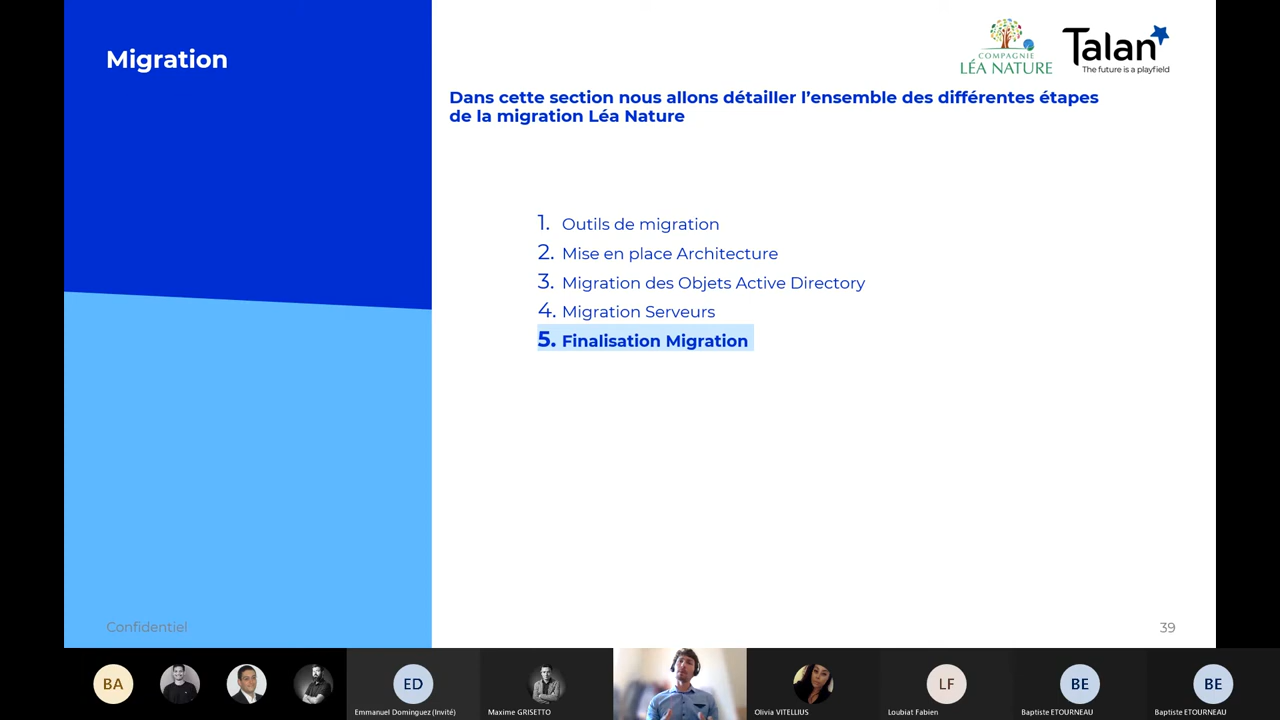 Migration
COMPAGNIE
LÉA NATURE
Talan
The future is a playfield
Dans cette section nous allons détailler l’ensemble des différentes étapes
de la migration Léa Nature
1. Outils de migration
2. Mise en place Architecture
3. Migration des Objets Active Directory
4. Migration Serveurs
5. Finalisation Migration
Confidentiel
39
BA
ED
LF
BE
BE
Emmanuel Dominguez (Invité)
Maxime GRISETTO
Olivia VITELLIUS
Loubiat Fabien
Baptiste ETOURNEAU
Baptiste ETOURNEAU